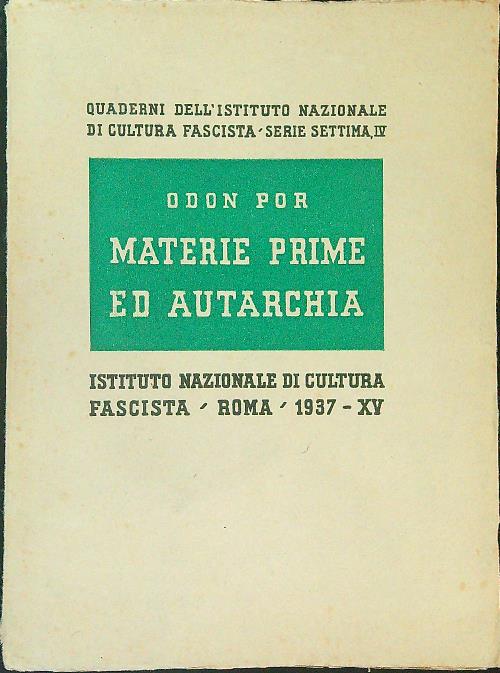 QUADERNI DELL'ISTITUTO NAZIONALE
DI CULTURA FASCISTA - SERIE SETTIMA, IV
ODON POR
MATERIE PRIME
ED AUTARCHIA
ISTITUTO NAZIONALE DI CULTURA
FASCISTA - ROMA - 1937 - XV